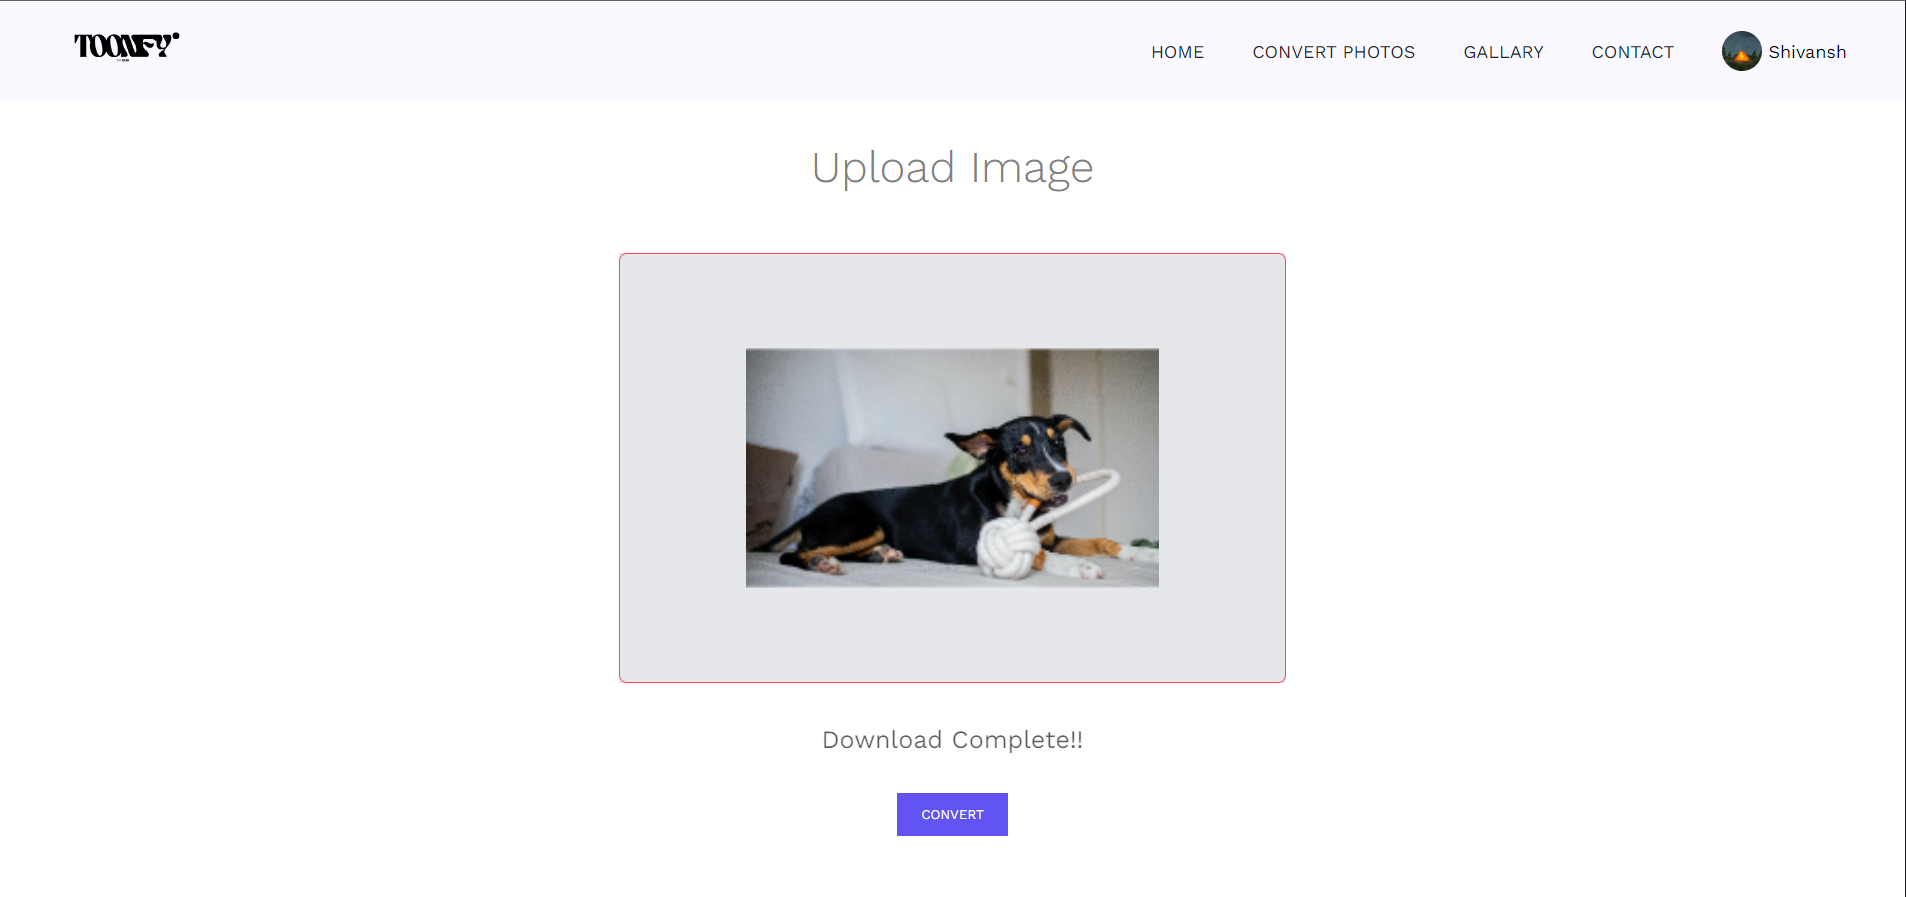 TOONIFY
HOME CONVERT PHOTOS GALLARY CONTACT Shivansh
Upload Image
Download Complete!!
CONVERT